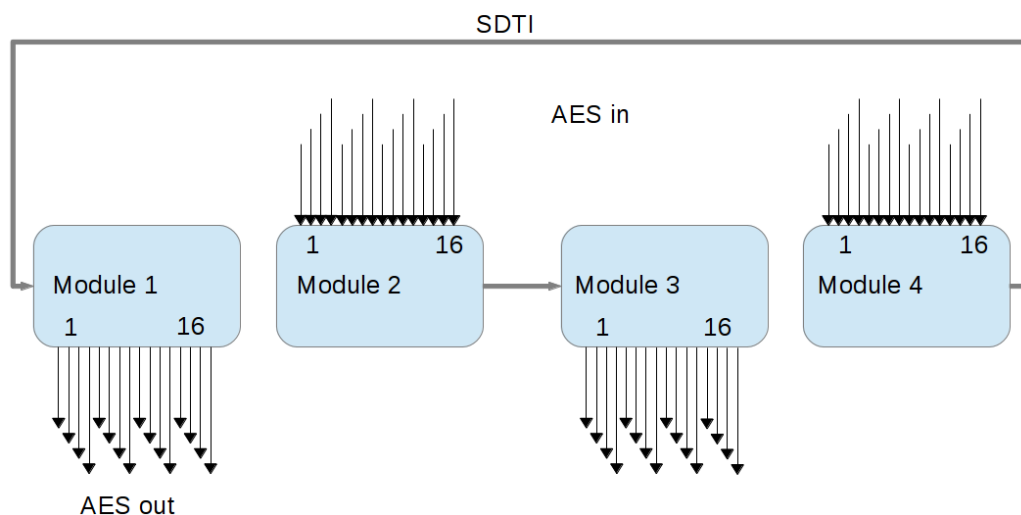 SDTI
AES in
1 16
1 16
Module 1
Module 2
Module 3
Module 4
1 16
1 16
AES out